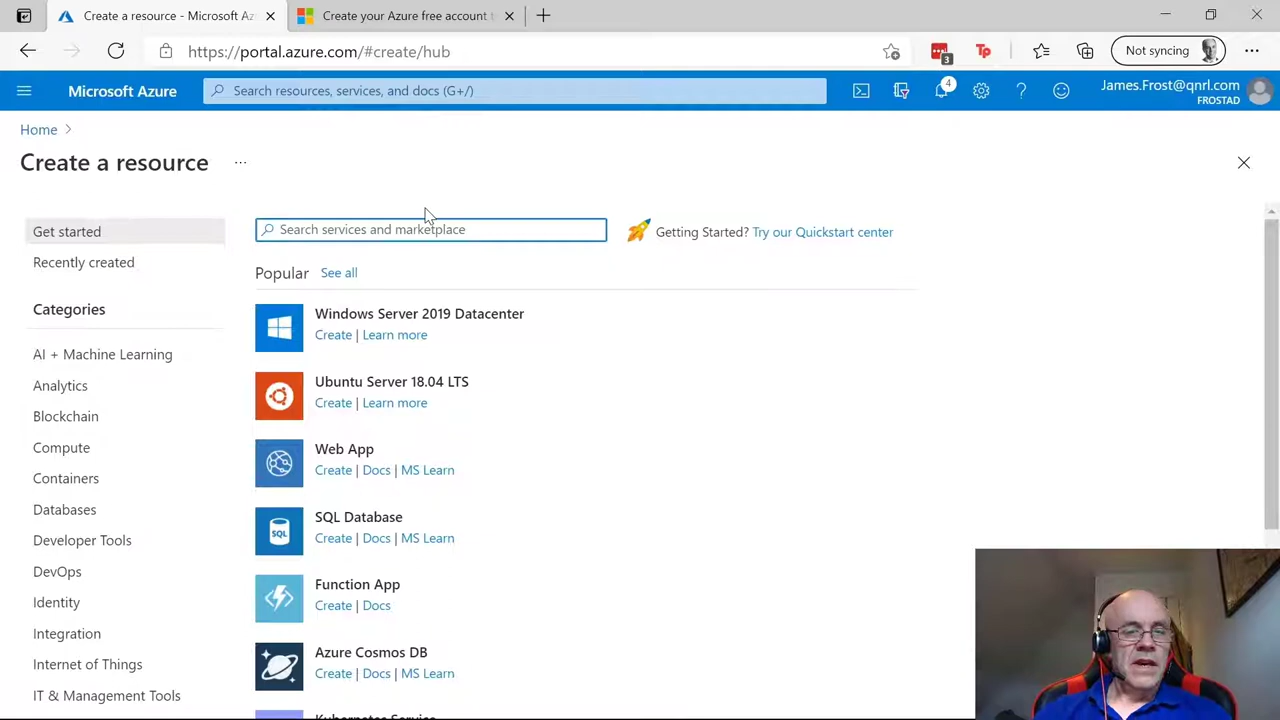 Create a resource - Microsoft Az
Create your Azure free account t
https://portal.azure.com/#create/hub
3
Not syncing
Microsoft Azure
Search resources, services, and docs (G+/)
4
James.Frost@qnrl.com
FROSTAD
Home
Create a resource
Get started
Recently created
Categories
AI + Machine Learning
Analytics
Blockchain
Compute
Containers
Databases
Developer Tools
DevOps
Identity
Integration
Internet of Things
IT & Management Tools
Search services and marketplace
Getting Started? Try our Quickstart center
Popular See all
Windows Server 2019 Datacenter
Create | Learn more
Ubuntu Server 18.04 LTS
Create | Learn more
Web App
Create | Docs | MS Learn
SQL
SQL Database
Create | Docs | MS Learn
Function App
Create | Docs
Azure Cosmos DB
Create | Docs | MS Learn
Kubernetes Service